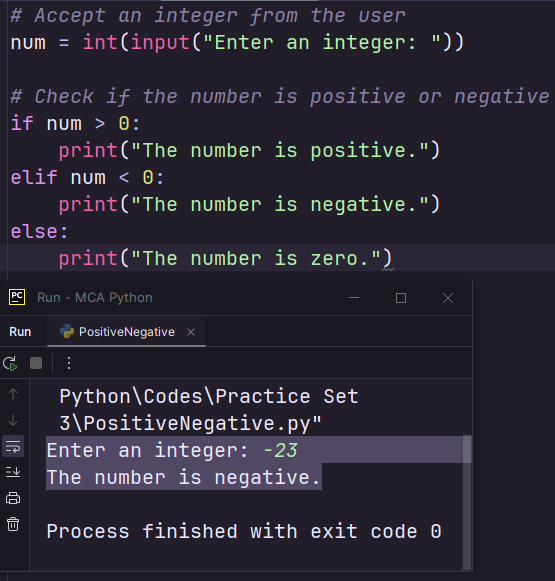 # Accept an integer from the user
num = int(input("Enter an integer: "))
# Check if the number is positive or negative
if num > 0:
    print("The number is positive.")
elif num < 0:
    print("The number is negative.")
else:
    print("The number is zero.")
PC
Run - MCA Python
Run
PositiveNegative
Python\Codes\Practice Set
3\PositiveNegative.py"
Enter an integer: -23
The number is negative.
Process finished with exit code 0